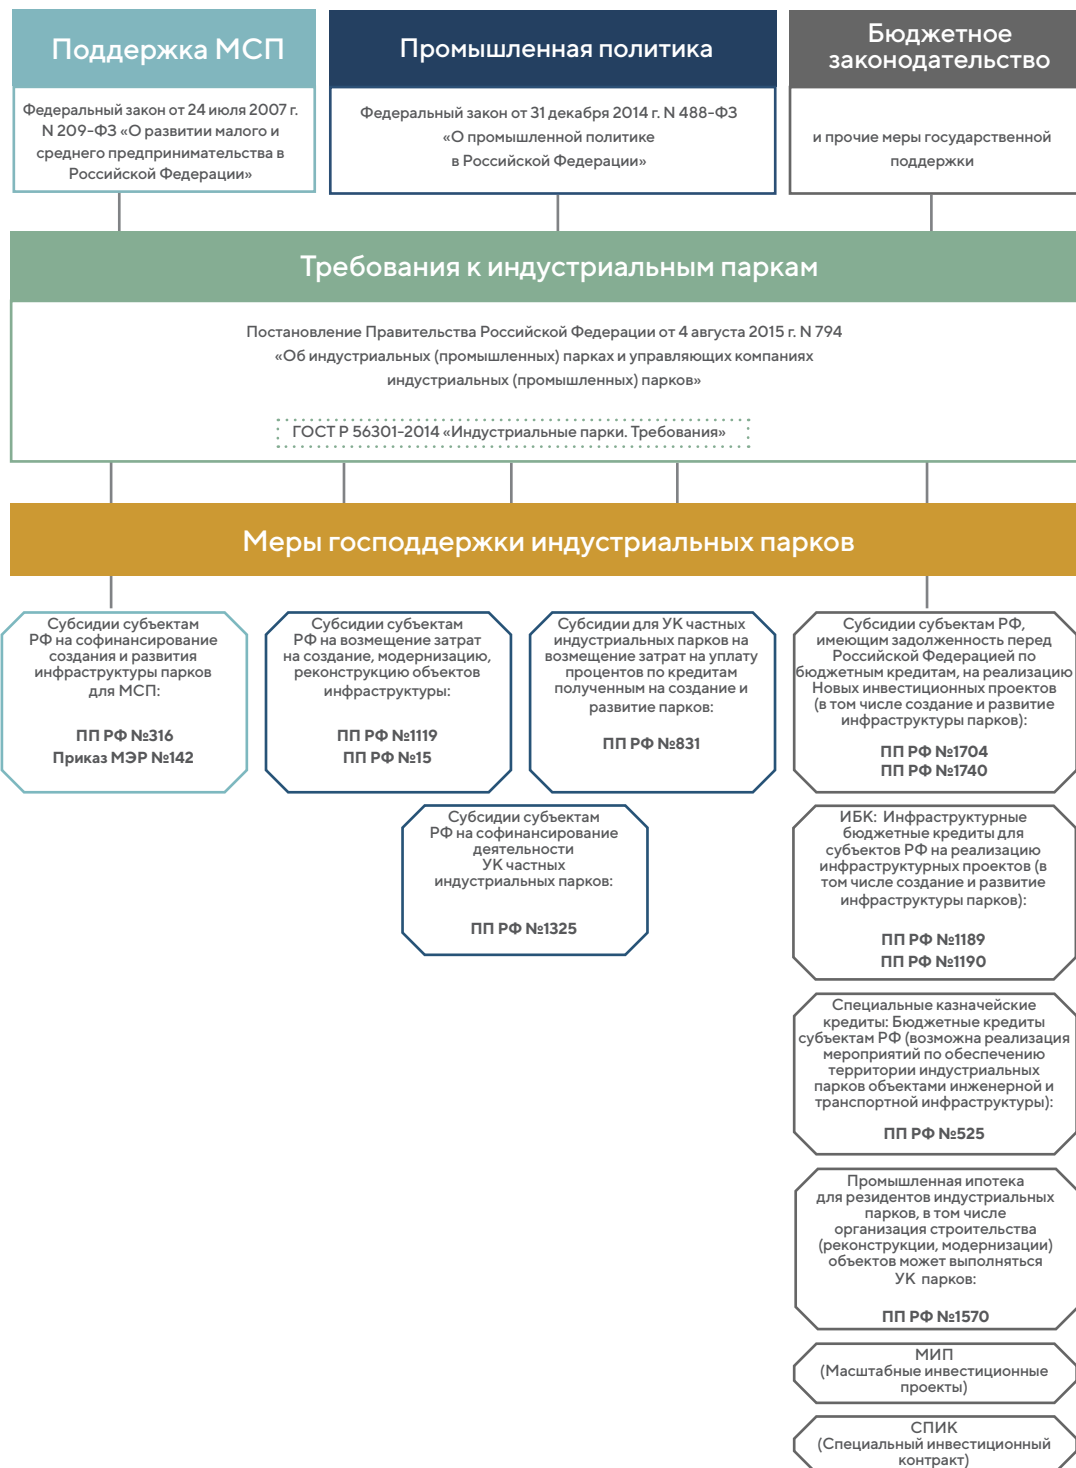 Поддержка МСП
Федеральный закон от 24 июля 2007 г.
N 209-ФЗ «О развитии малого и
среднего предпринимательства в
Российской Федерации»
Промышленная политика
Федеральный закон от 31 декабря 2014 г. N 488-ФЗ
«О промышленной политике
в Российской Федерации»
Бюджетное
законодательство
и прочие меры государственной
поддержки
Требования к индустриальным паркам
Постановление Правительства Российской Федерации от 4 августа 2015 г. N 794
«Об индустриальных (промышленных) парках и управляющих компаниях
индустриальных (промышленных) парков»
ГОСТ Р 56301-2014 «Индустриальные парки. Требования»
Меры господдержки индустриальных парков
Субсидии субъектам
РФ на софинансирование
создания и развития
инфраструктуры парков
для МСП:
ПП РФ №316
Приказ МЭР №142
Субсидии субъектам
РФ на возмещение затрат
на создание, модернизацию,
реконструкцию объектов
инфраструктуры:
ПП РФ №1119
ПП РФ №15
Субсидии для УК частных
индустриальных парков на
возмещение затрат на уплату
процентов по кредитам
полученным на создание и
развитие парков:
ПП РФ №831
Субсидии субъектам
РФ на софинансирование
деятельности
УК частных
индустриальных парков:
ПП РФ №1325
Субсидии субъектам РФ,
имеющим задолженность перед
Российской Федерацией по
бюджетным кредитам, на реализацию
Новых инвестиционных проектов
(в том числе создание и развитие
инфраструктуры парков):
ПП РФ №1704
ПП РФ №1740
ИБК: Инфраструктурные
бюджетные кредиты для
субъектов РФ на реализацию
инфраструктурных проектов (в
том числе создание и развитие
инфраструктуры парков):
ПП РФ №1189
ПП РФ №1190
Специальные казначейские
кредиты: Бюджетные кредиты
субъектам РФ (возможна реализация
мероприятий по обеспечению
территории индустриальных
парков объектами инженерной и
транспортной инфраструктуры):
ПП РФ №525
Промышленная ипотека
для резидентов индустриальных
парков, в том числе
организация строительства
(реконструкции, модернизации)
объектов может выполняться
УК парков:
ПП РФ №1570
МИП
(Масштабные инвестиционные
проекты)
СПИК
(Специальный инвестиционный
контракт)